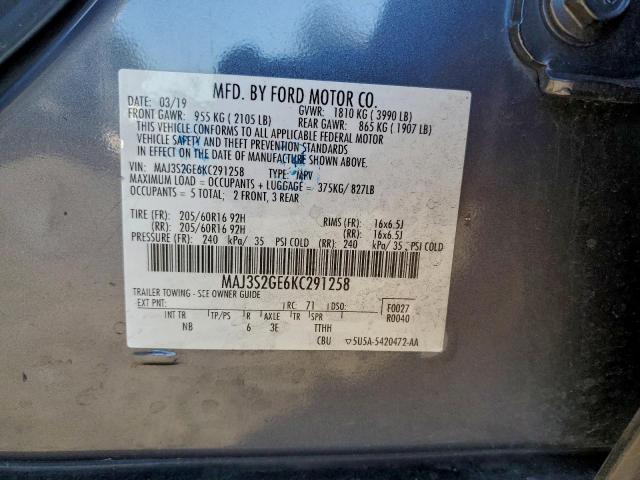 MFD. BY FORD MOTOR CO.
DATE: 03/19 GVWR: 1810 KG ( 3990 LB)
FRONT GAWR: 955 KG ( 2105 LB) REAR GAWR: 865 KG ( 1907 LB)
THIS VEHICLE CONFORMS TO ALL APPLICABLE FEDERAL MOTOR
VEHICLE SAFETY AND THEFT PREVENTION STANDARDS
IN EFFECT ON THE DATE OF MANUFACTURE SHOWN ABOVE.
VIN: MAJ3S2GE6KC291258 TYPE: MPV
MAXIMUM LOAD = OCCUPANTS + LUGGAGE = 375KG/ 827LB
OCCUPANTS = 5 TOTAL; 2 FRONT, 3 REAR
TIRE (FR): 205/60R16 92H RIMS (FR): 16x6.5J
(RR): 205/60R16 92H (RR): 16x6.5J
PRESSURE (FR): 240 kPa/ 35 PSI COLD (RR): 240 kPa/ 35 PSI COLD
MAJ3S2GE6KC291258
TRAILER TOWING - SEE OWNER GUIDE
EXT PNT: RC: 71 DSO: F0027
R0040
INT TR TP/PS R AXLE TR SPR
NB 6 3E TTHH
CBU ▽5U5A-5420472-AA